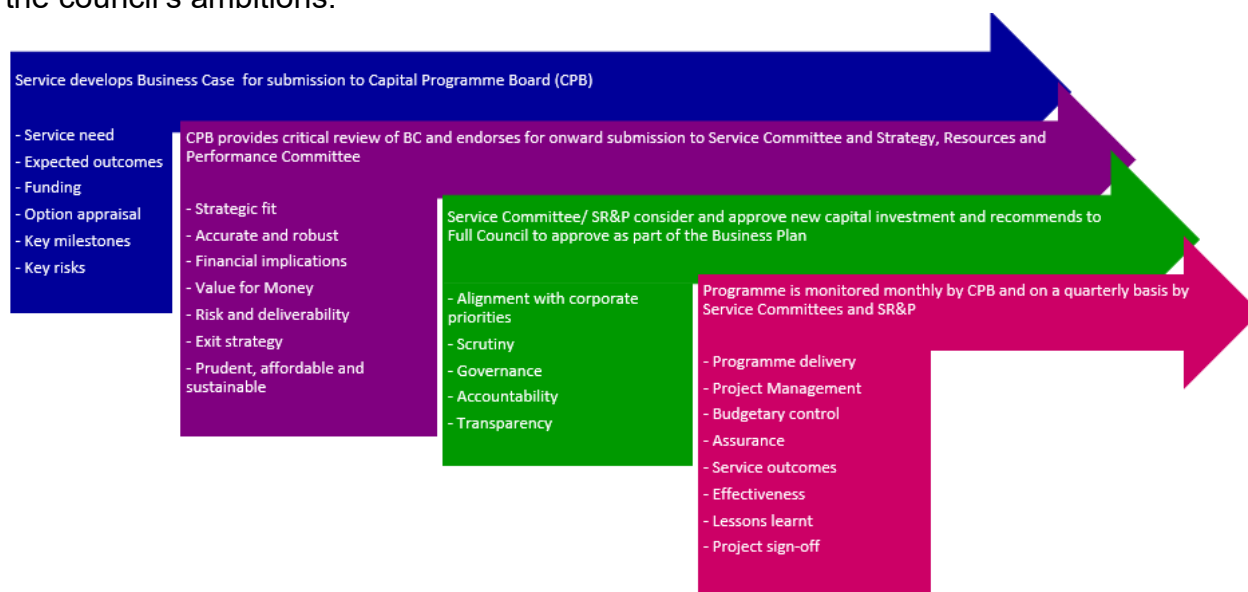 the council's ambitions.
Service develops Business Case for submission to Capital Programme Board (CPB)
- Service need
- Expected outcomes
- Funding
- Option appraisal
- Key milestones
- Key risks
CPB provides critical review of BC and endorses for onward submission to Service Committee and Strategy, Resources and
Performance Committee
- Strategic fit
- Accurate and robust
- Financial implications
- Value for Money
- Risk and deliverability
- Exit strategy
- Prudent, affordable and
sustainable
Service Committee/ SR&P consider and approve new capital investment and recommends to
Full Council to approve as part of the Business Plan
- Alignment with corporate
priorities
- Scrutiny
- Governance
- Accountability
- Transparency
Programme is monitored monthly by CPB and on a quarterly basis by
Service Committees and SR&P
- Programme delivery
- Project Management
- Budgetary control
- Assurance
- Service outcomes
- Effectiveness
- Lessons learnt
- Project sign-off